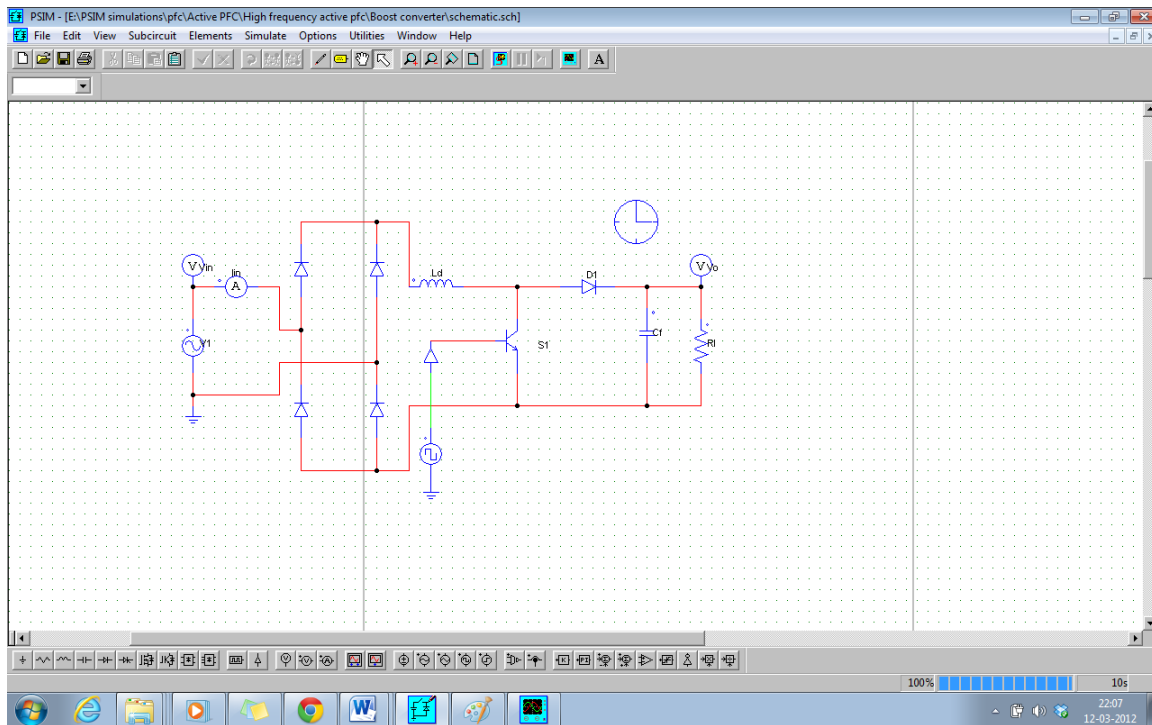 PSIM - [E:\PSIM simulations\pfc\Active PFC\High frequency active pfc\Boost converter\schematic.sch]
File Edit View Subcircuit Elements Simulate Options Utilities Window Help
A
V Vin
Iin
A
V1
Ld
S1
D1
V Vo
Cf
Rl
V
A
K
PI
100%
10s
W
22:07
12-03-2012